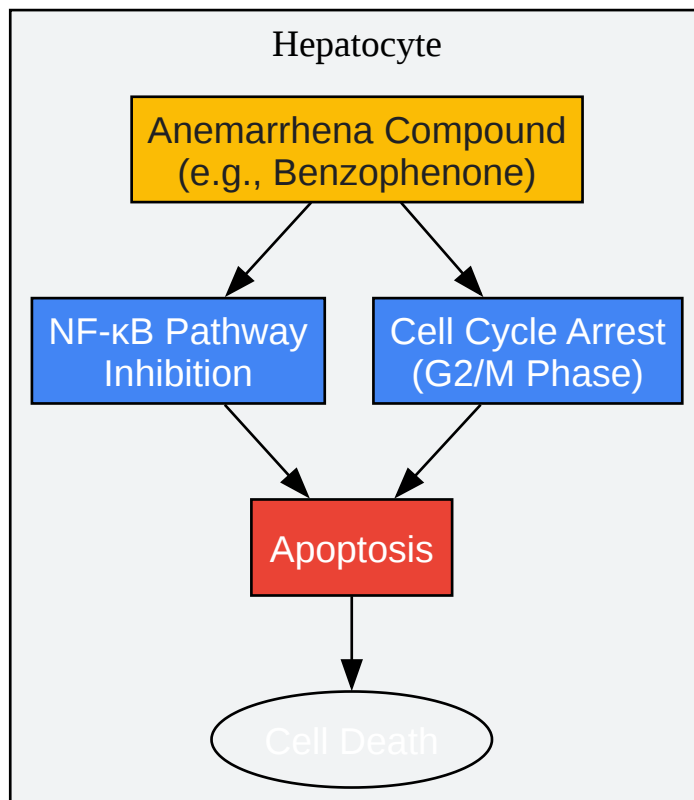 Hepatocyte
Anemarrhena Compound
(e.g., Benzophenone)
NF-κB Pathway
Inhibition
Cell Cycle Arrest
(G2/M Phase)
Apoptosis
Cell Death